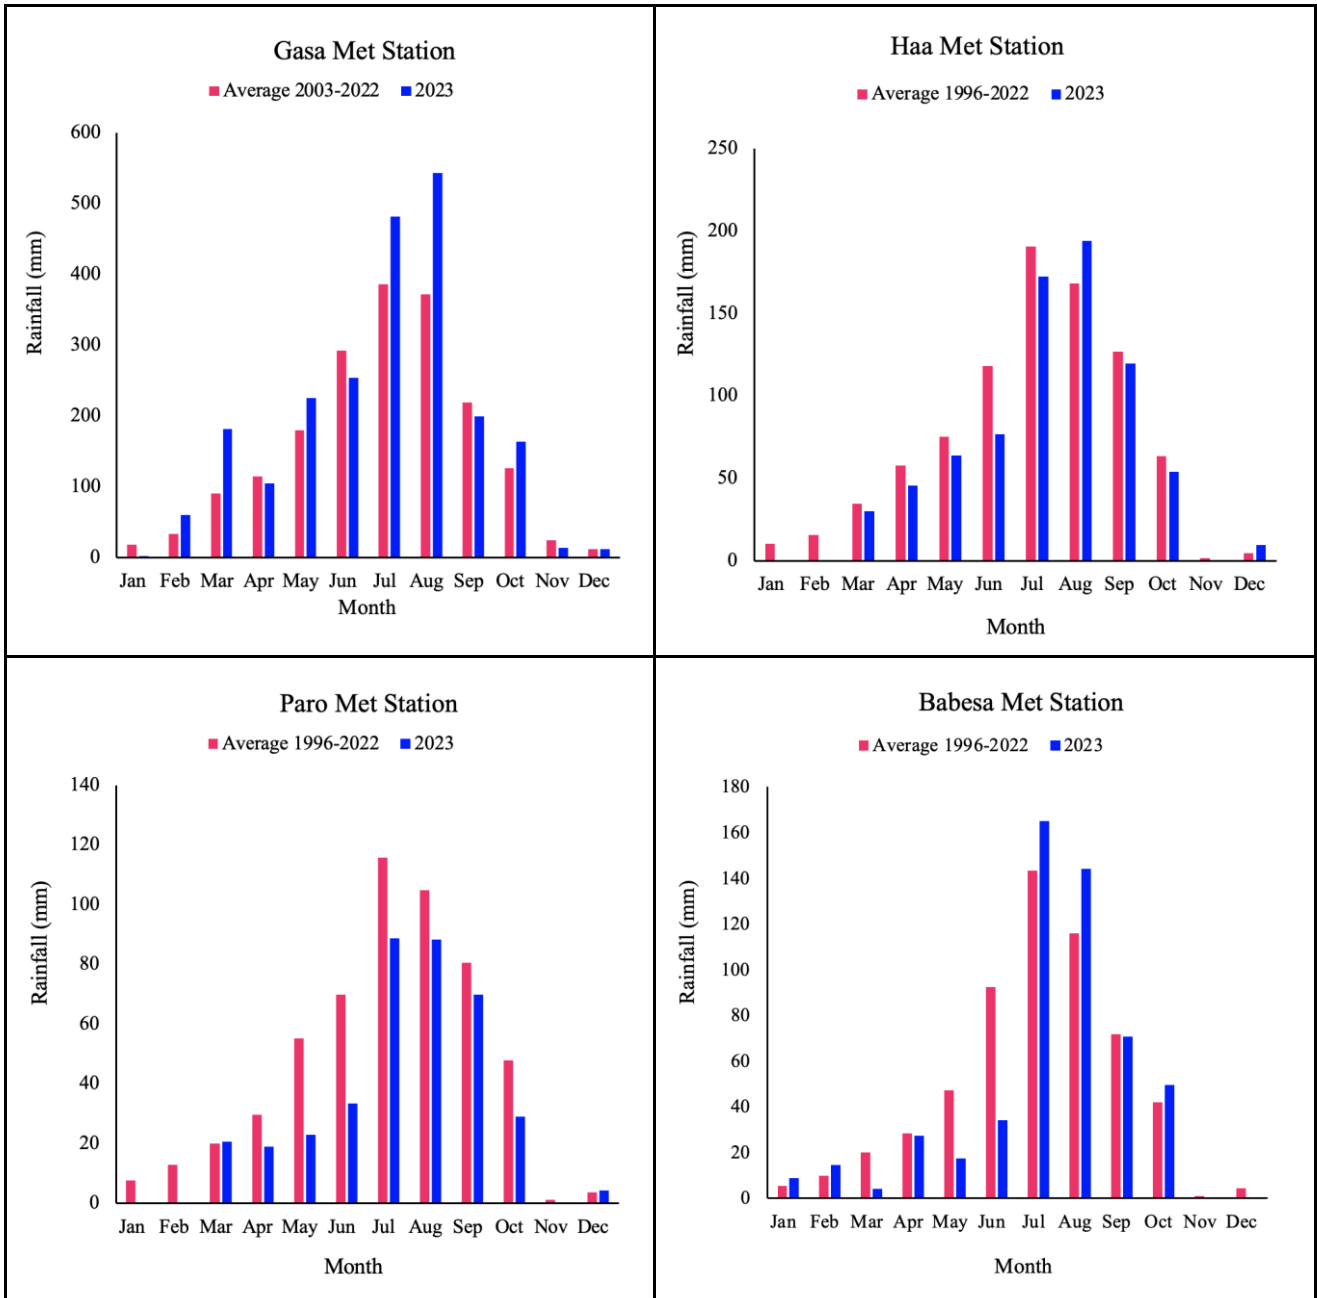 Gasa Met Station
Average 2003-2022 2023
600
500
400
300
200
100
0
Rainfall (mm)
Jan Feb Mar Apr May Jun Jul Aug Sep Oct Nov Dec
Month
Haa Met Station
Average 1996-2022 2023
250
200
150
100
50
0
Rainfall (mm)
Jan Feb Mar Apr May Jun Jul Aug Sep Oct Nov Dec
Month
Paro Met Station
Average 1996-2022 2023
140
120
100
80
60
40
20
0
Rainfall (mm)
Jan Feb Mar Apr May Jun Jul Aug Sep Oct Nov Dec
Month
Babesa Met Station
Average 1996-2022 2023
180
160
140
120
100
80
60
40
20
0
Rainfall (mm)
Jan Feb Mar Apr May Jun Jul Aug Sep Oct Nov Dec
Month